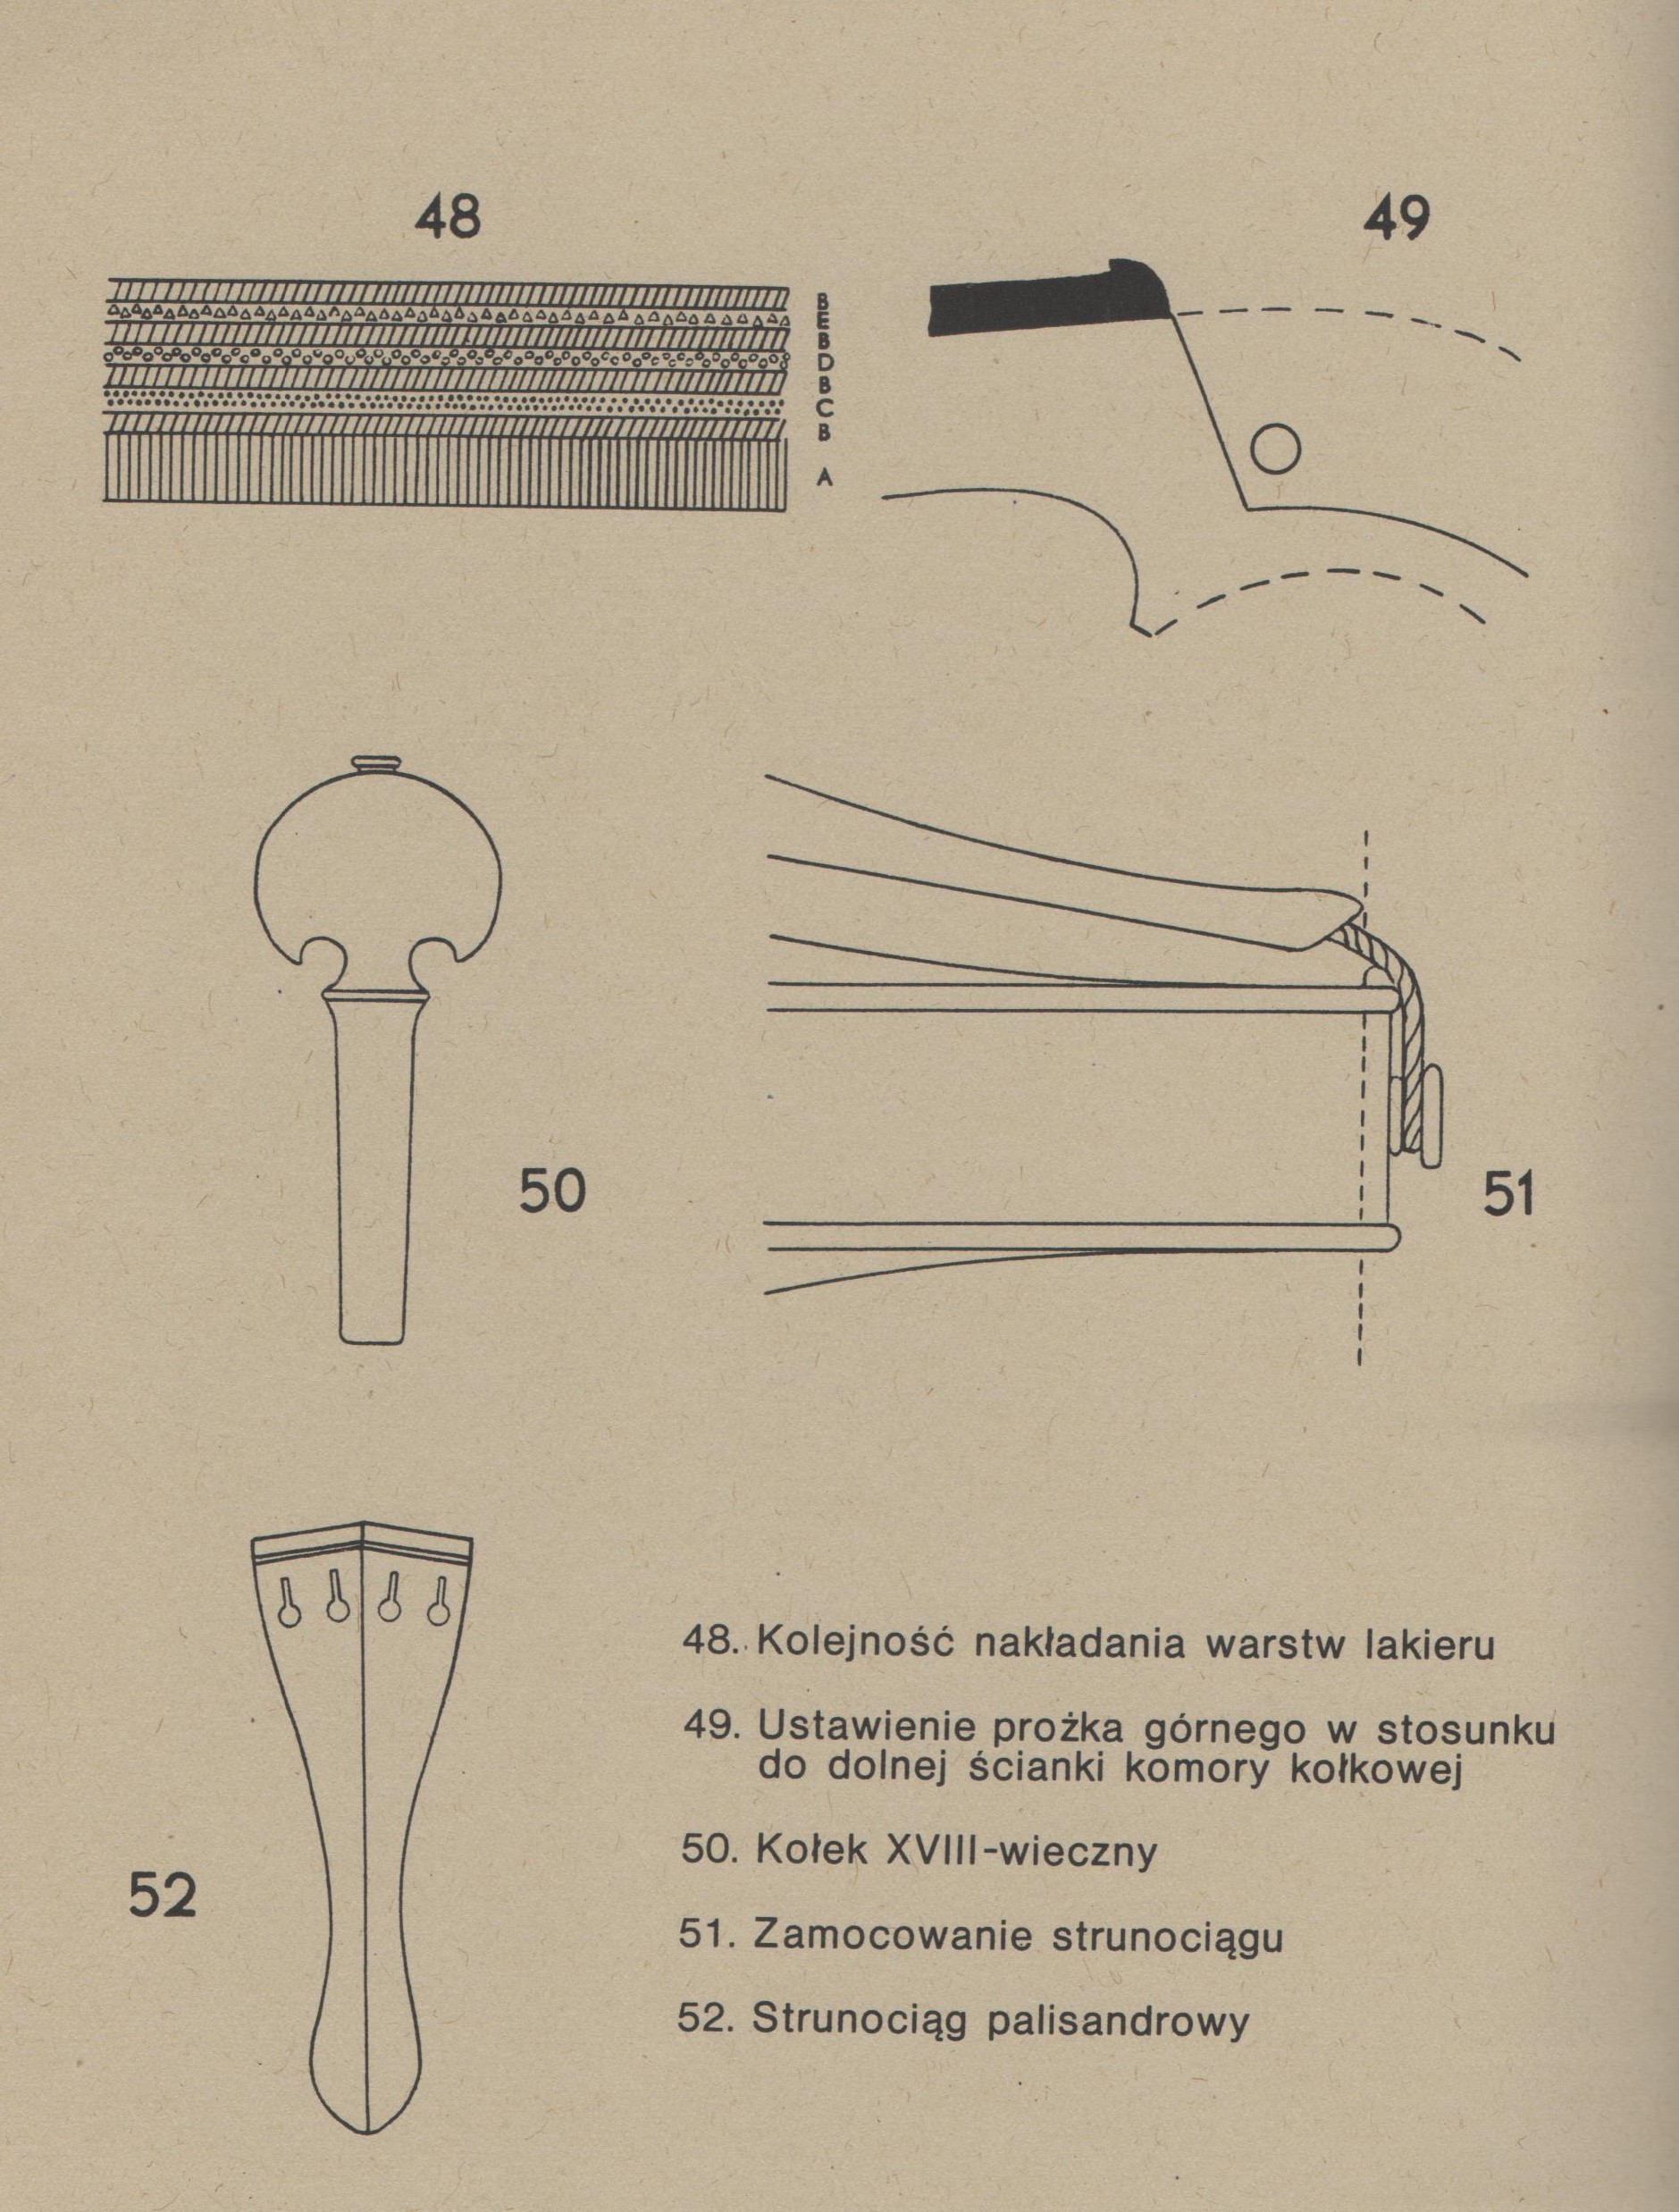 48
49
B
E
B
D
B
C
B
A
50
51
52
48. Kolejność nakładania warstw lakieru
49. Ustawienie prożka górnego w stosunku
do dolnej ścianki komory kołkowej
50. Kołek XVIII-wieczny
51. Zamocowanie strunociągu
52. Strunociąg palisandrowy